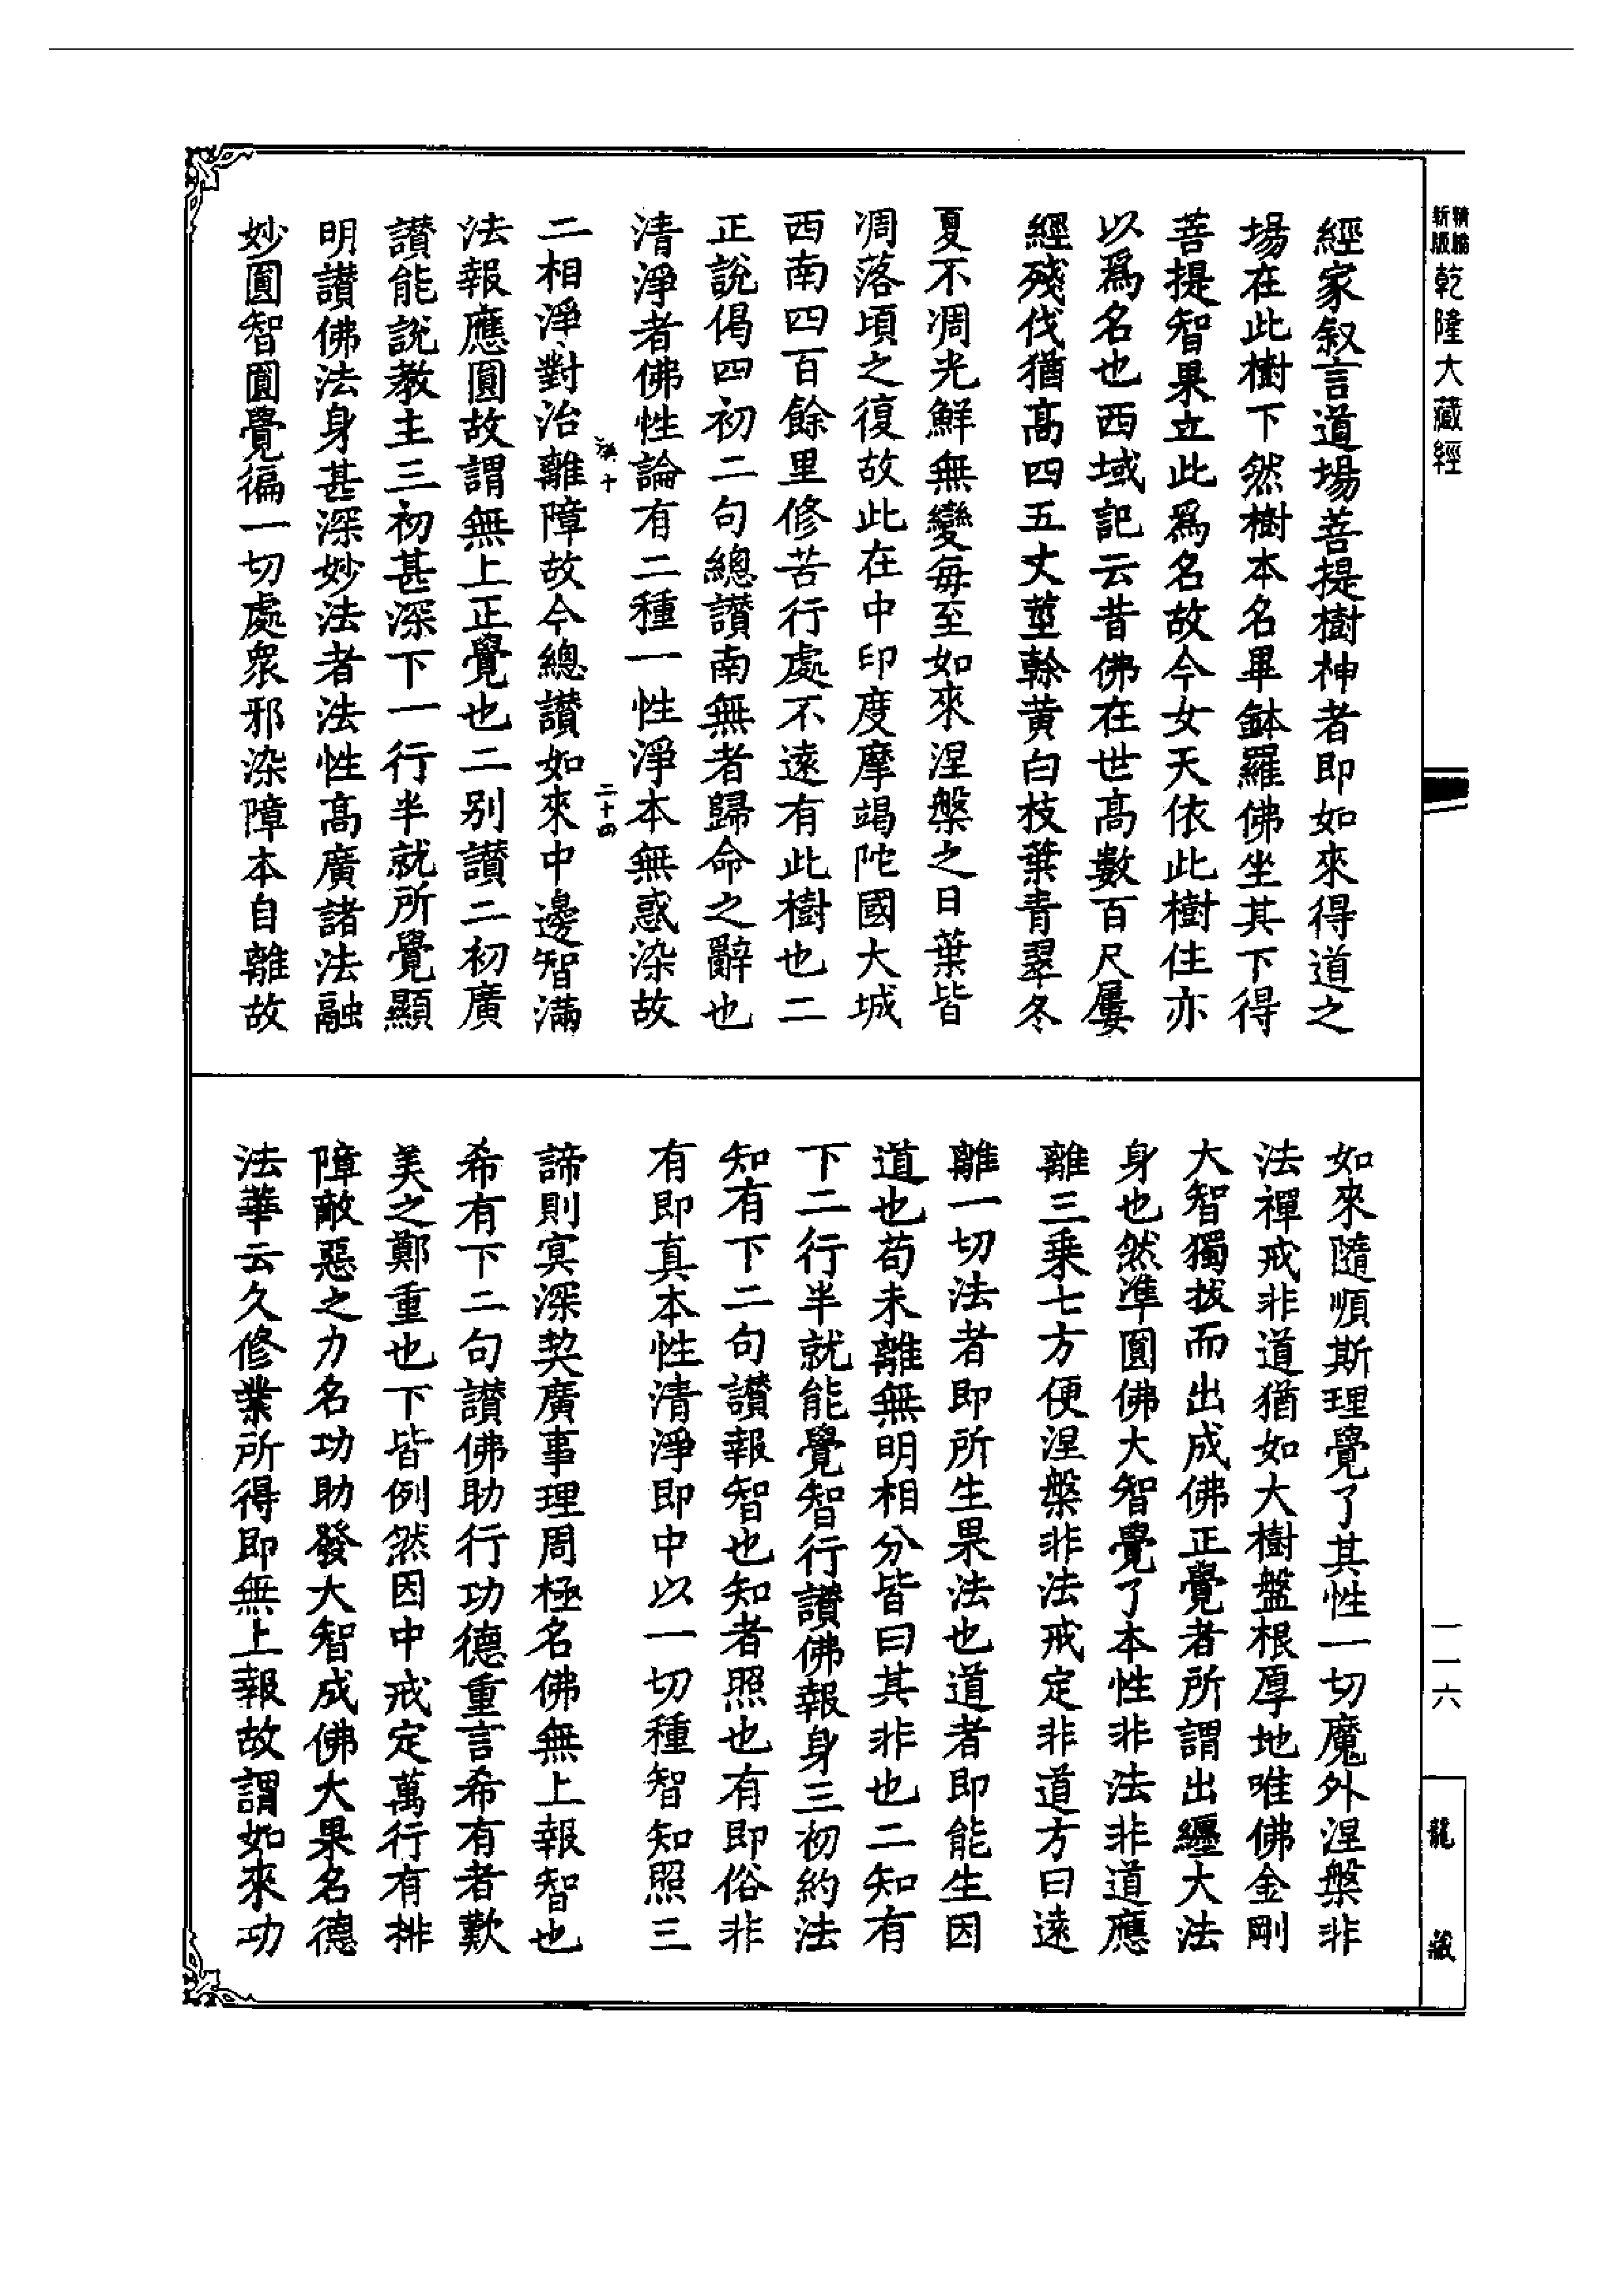 精縮
新版
乾隆大藏經
經家叙言道場菩提樹神者即如來得道之
場在此樹下然樹本名畢鉢羅佛坐其下得
菩提智果立此爲名故今女天依此樹住亦
以爲名也西域記云昔佛在世高數百尺屢
經殘伐猶高四五丈莖榦黄白枝葉青翠冬
夏不凋光鮮無變每至如來涅槃之日葉皆
凋落頃之復故此在中印度摩竭陀國大城
西南四百餘里修苦行處不遠有此樹也二
正說偈四初二句總讃南無者歸命之辭也
清淨者佛性論有二種一性淨本無惑染故
二十四
二相淨對治離障故今總讃如來中邊智滿
法報應圓故謂無上正覺也二别讃二初廣
讃能說教主三初甚深下一行半就所覺顯
明讃佛法身甚深妙法者法性高廣諸法融
妙圓智圓覺徧一切處衆邪染障本自離故
一一六
龍藏
如來隨順斯理覺了其性一切魔外涅槃非
法禪戒非道猶如大樹盤根厚地唯佛金剛
大智獨拔而出成佛正覺者所謂出纏大法
身也然準圓佛大智覺了本性非法非道應
離三乘七方便涅槃非法戒定非道方曰遠
離一切法者即所生果法也道者即能生因
道也苟未離無明相分皆曰其非也二知有
下二行半就能覺智行讃佛報身三初約法
知有下二句讃報智也知者照也有即俗非
有即真本性清淨即中以一切種智知照三
諦則寘深契廣事理周極名佛無上報智也
希有下二句讃佛助行功德重言希有者歎
美之鄭重也下皆例然因中戒定萬行有排
障敵惡之力名功助發大智成佛大果名德
法華云久修業所得即無上報故謂如來功